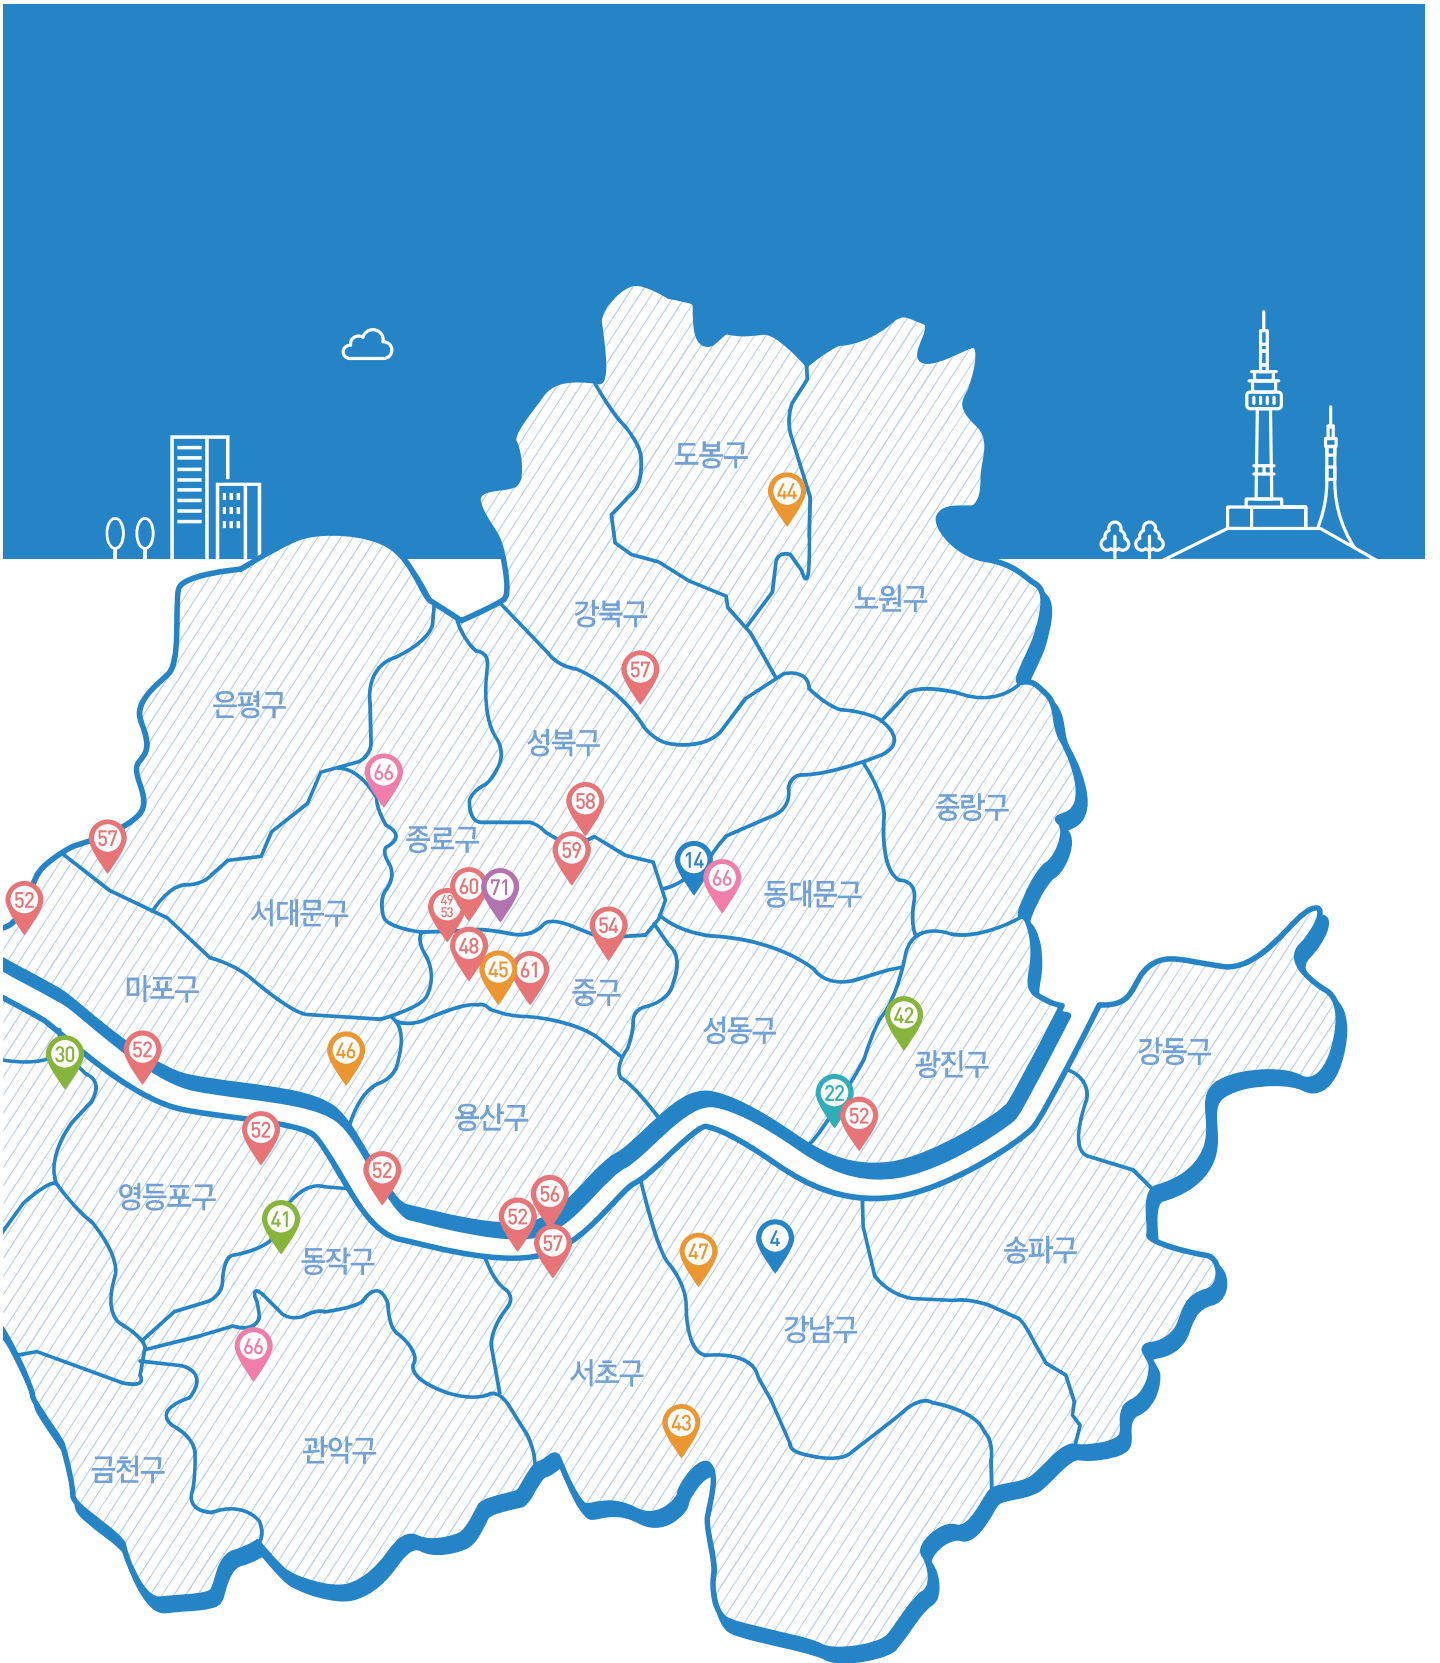 도봉구
44
노원구
강북구
57
은평구
성북구
66
58
중랑구
57
종로구
59
14
66
동대문구
52
서대문구
49
53
60
71
54
48
45
61
마포구
중구
42
성동구
52
46
30
광진구
강동구
22
52
용산구
52
52
56
영등포구
41
52
57
47
4
동작구
송파구
66
강남구
서초구
43
관악구
금천구